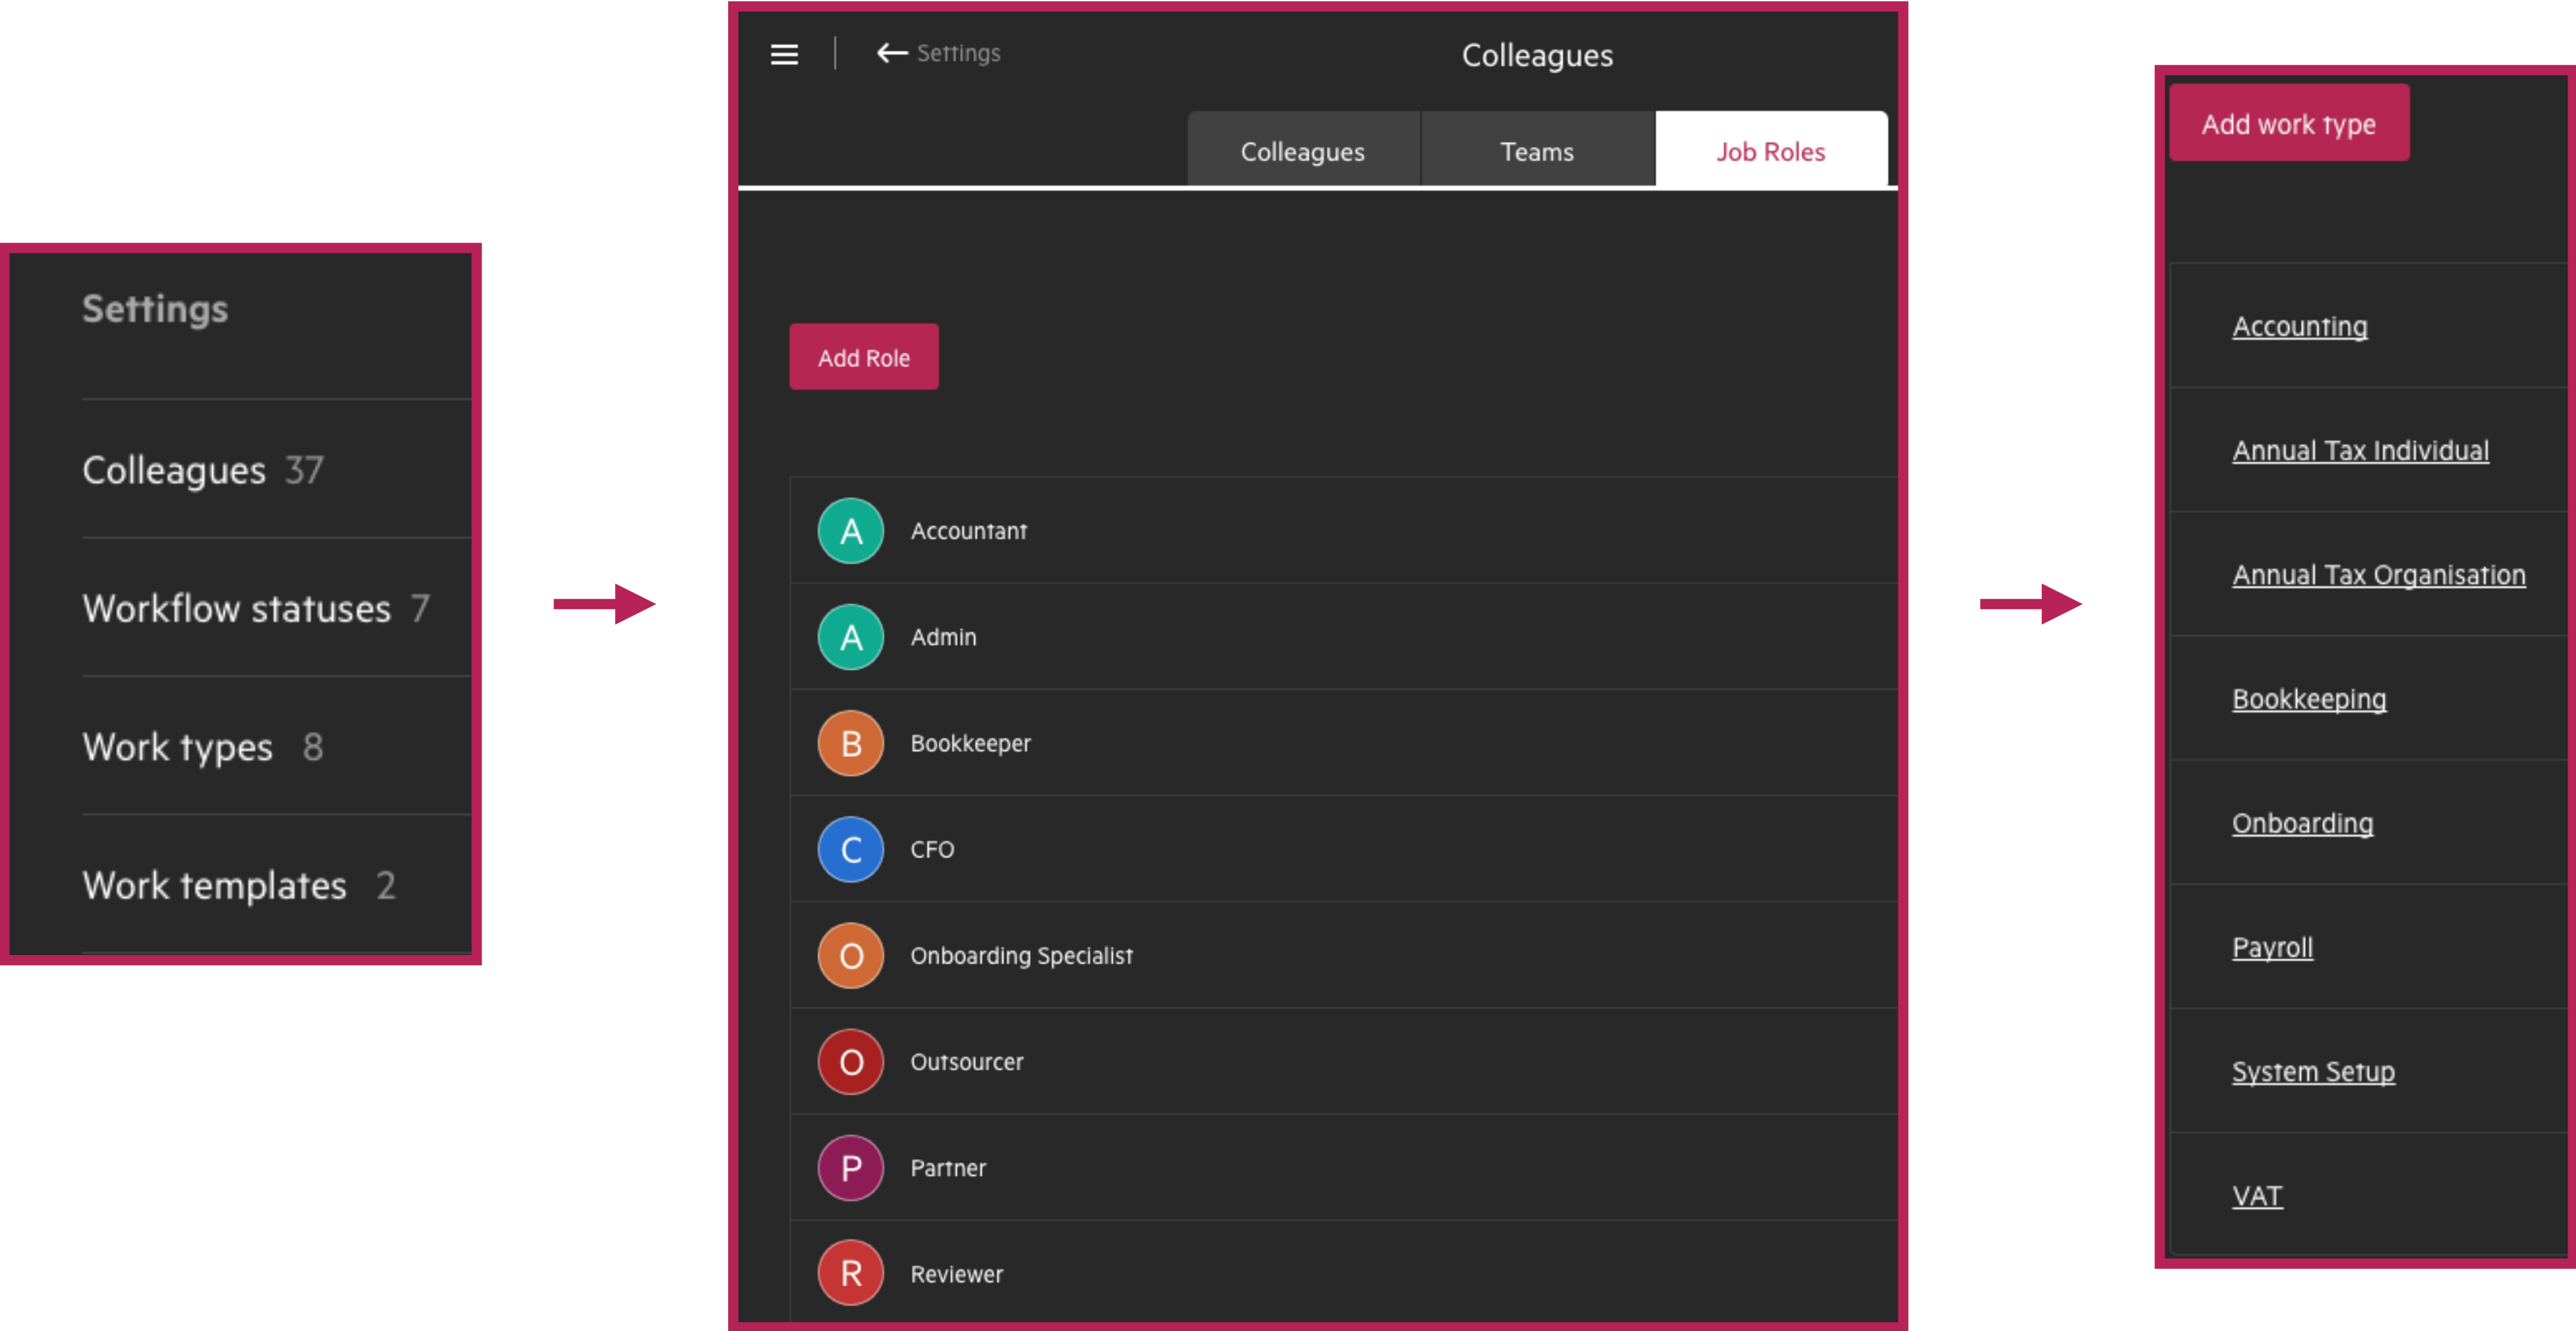 Settings
Colleagues 37
Workflow statuses 7
Work types 8
Work templates 2
Settings
Colleagues
Colleagues
Teams
Job Roles
Add Role
A Accountant
A Admin
B Bookkeeper
C CFO
O Onboarding Specialist
O Outsourcer
P Partner
R Reviewer
Add work type
Accounting
Annual Tax Individual
Annual Tax Organisation
Bookkeeping
Onboarding
Payroll
System Setup
VAT